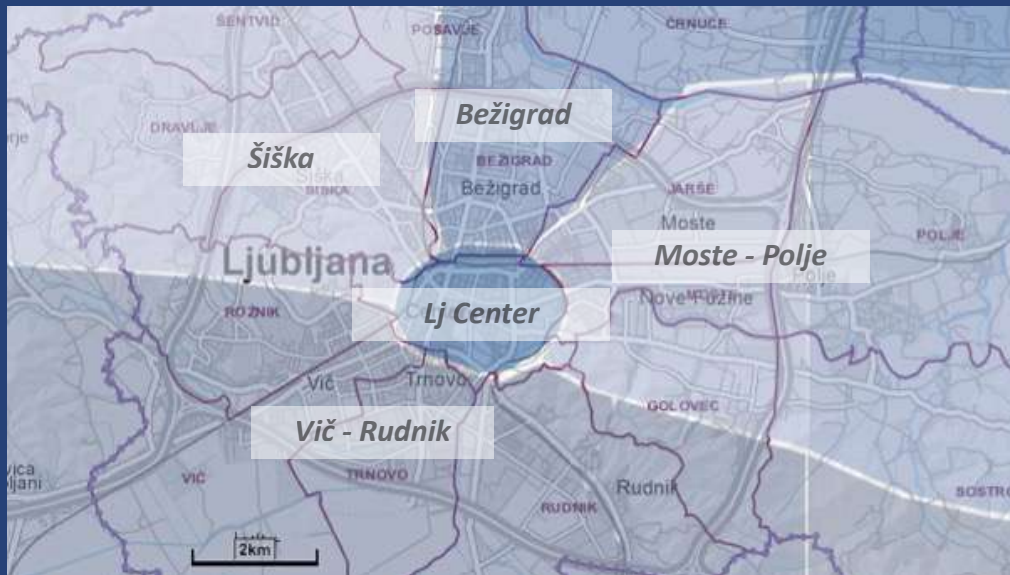 ŠENTVID
POSAVJE
ČRNUČE
Bežigrad
DRAVLJE
Šiška
BEŽIGRAD
Šiška
ŠIŠKA
Bežigrad
JARŠE
Moste
POLJE
Ljubljana
Moste - Polje
Polje
Nove Fužine
ROŽNIK
Lj Center
Vič
Trnovo
GOLOVEC
Vič - Rudnik
VIČ
TRNOVO
Rudnik
RUDNIK
2km